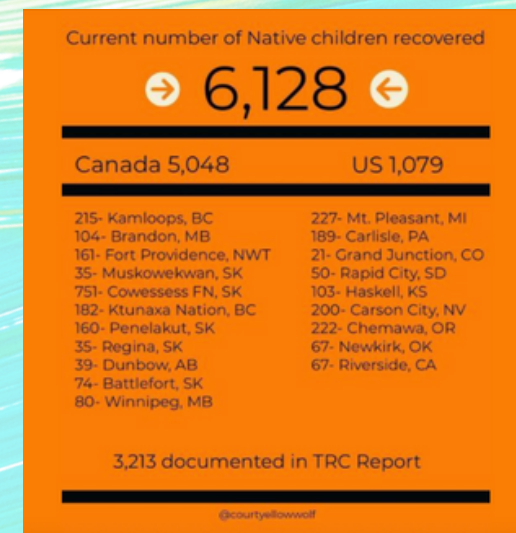 Current number of Native children recovered
6,128
Canada 5,048 US 1,079
215- Kamloops, BC
104- Brandon, MB
161- Fort Providence, NWT
35- Muskowekwan, SK
751- Cowessess FN, SK
182- Ktunaxa Nation, BC
160- Penelakut, SK
35- Regina, SK
39- Dunbow, AB
74- Battlefort, SK
80- Winnipeg, MB
227- Mt. Pleasant, MI
189- Carlisle, PA
21- Grand Junction, CO
50- Rapid City, SD
103- Haskell, KS
200- Carson City, NV
222- Chemawa, OR
67- Newkirk, OK
67- Riverside, CA
3,213 documented in TRC Report
@courtyellowwolf